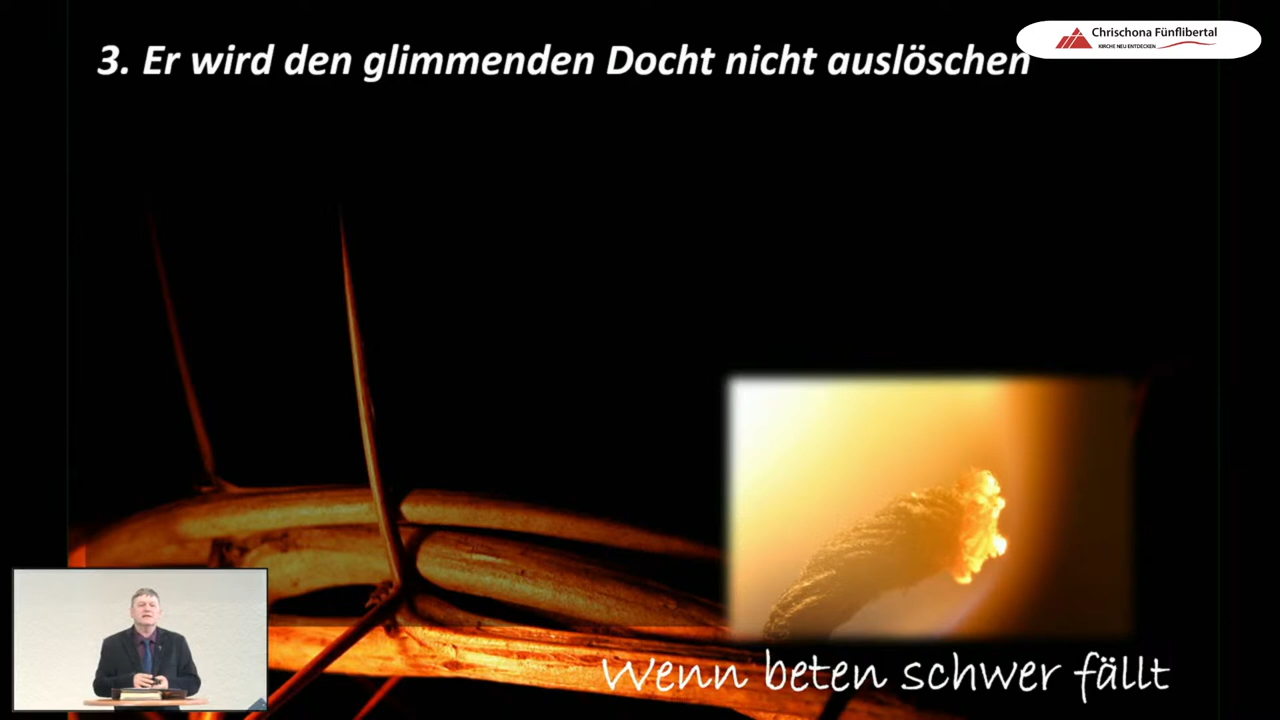 3. Er wird den glimmenden Docht nicht auslöschen
Chrischona Fünflibertal
KIRCHE NEU ENTDECKEN
Wenn beten schwer fällt